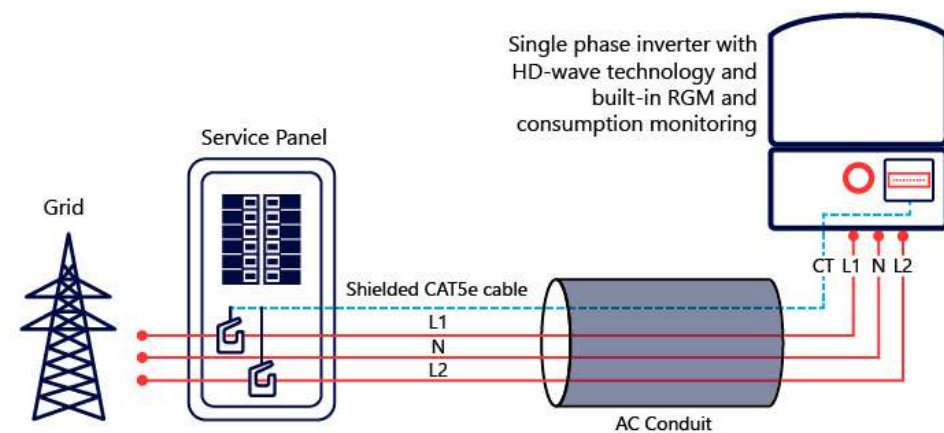 Single phase inverter with
HD-wave technology and
built-in RGM and
consumption monitoring
Service Panel
Grid
CT L1 N L2
Shielded CAT5e cable
L1
N
L2
AC Conduit